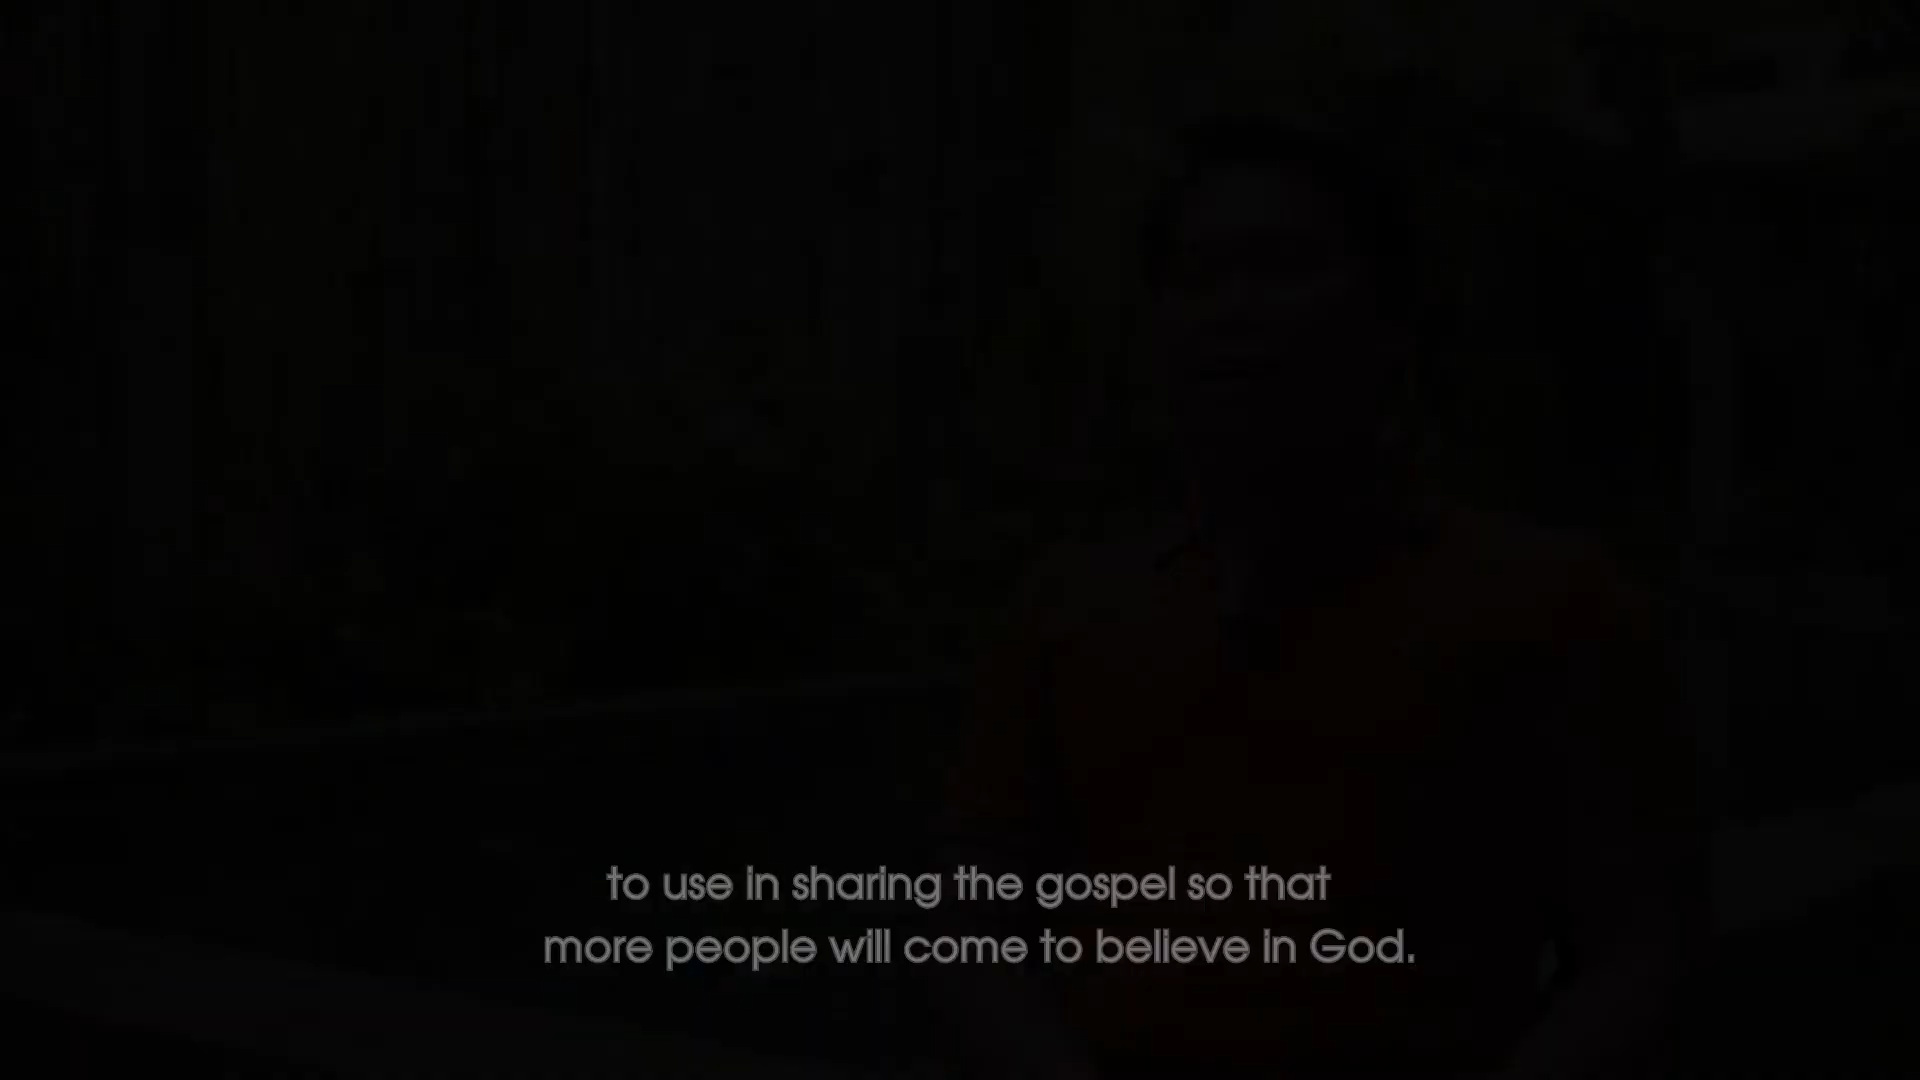 to use in sharing the gospel so that
more people will come to believe in God.